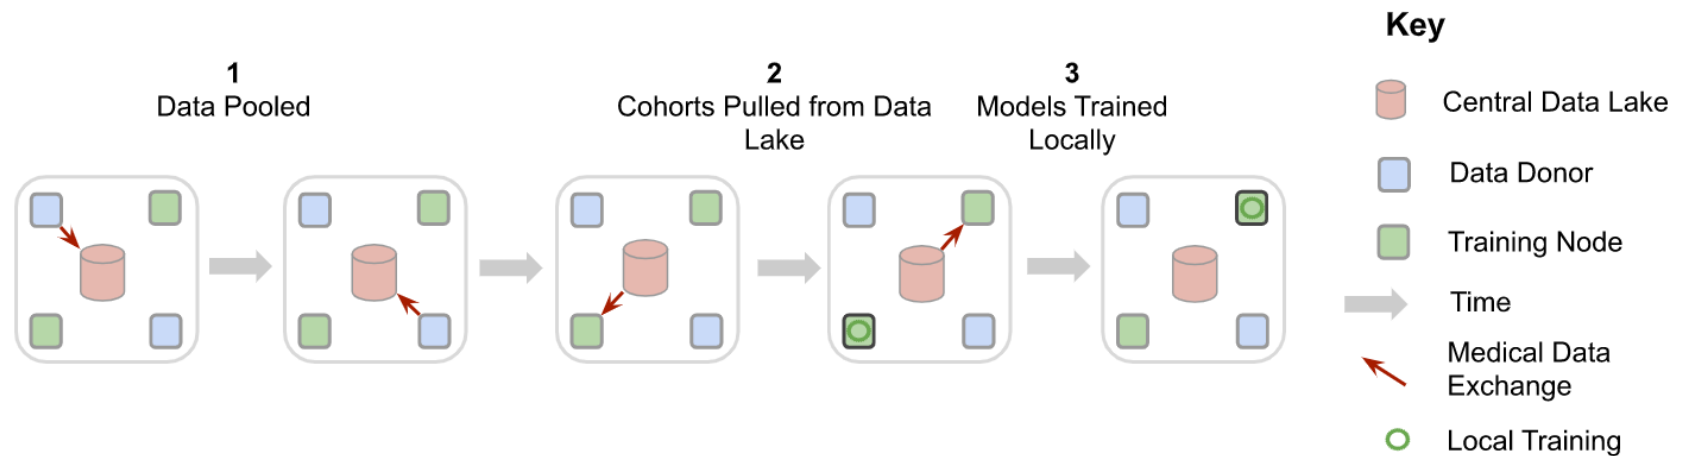 1
Data Pooled
2
Cohorts Pulled from Data
Lake
3
Models Trained
Locally
Key
Central Data Lake
Data Donor
Training Node
Time
Medical Data
Exchange
Local Training